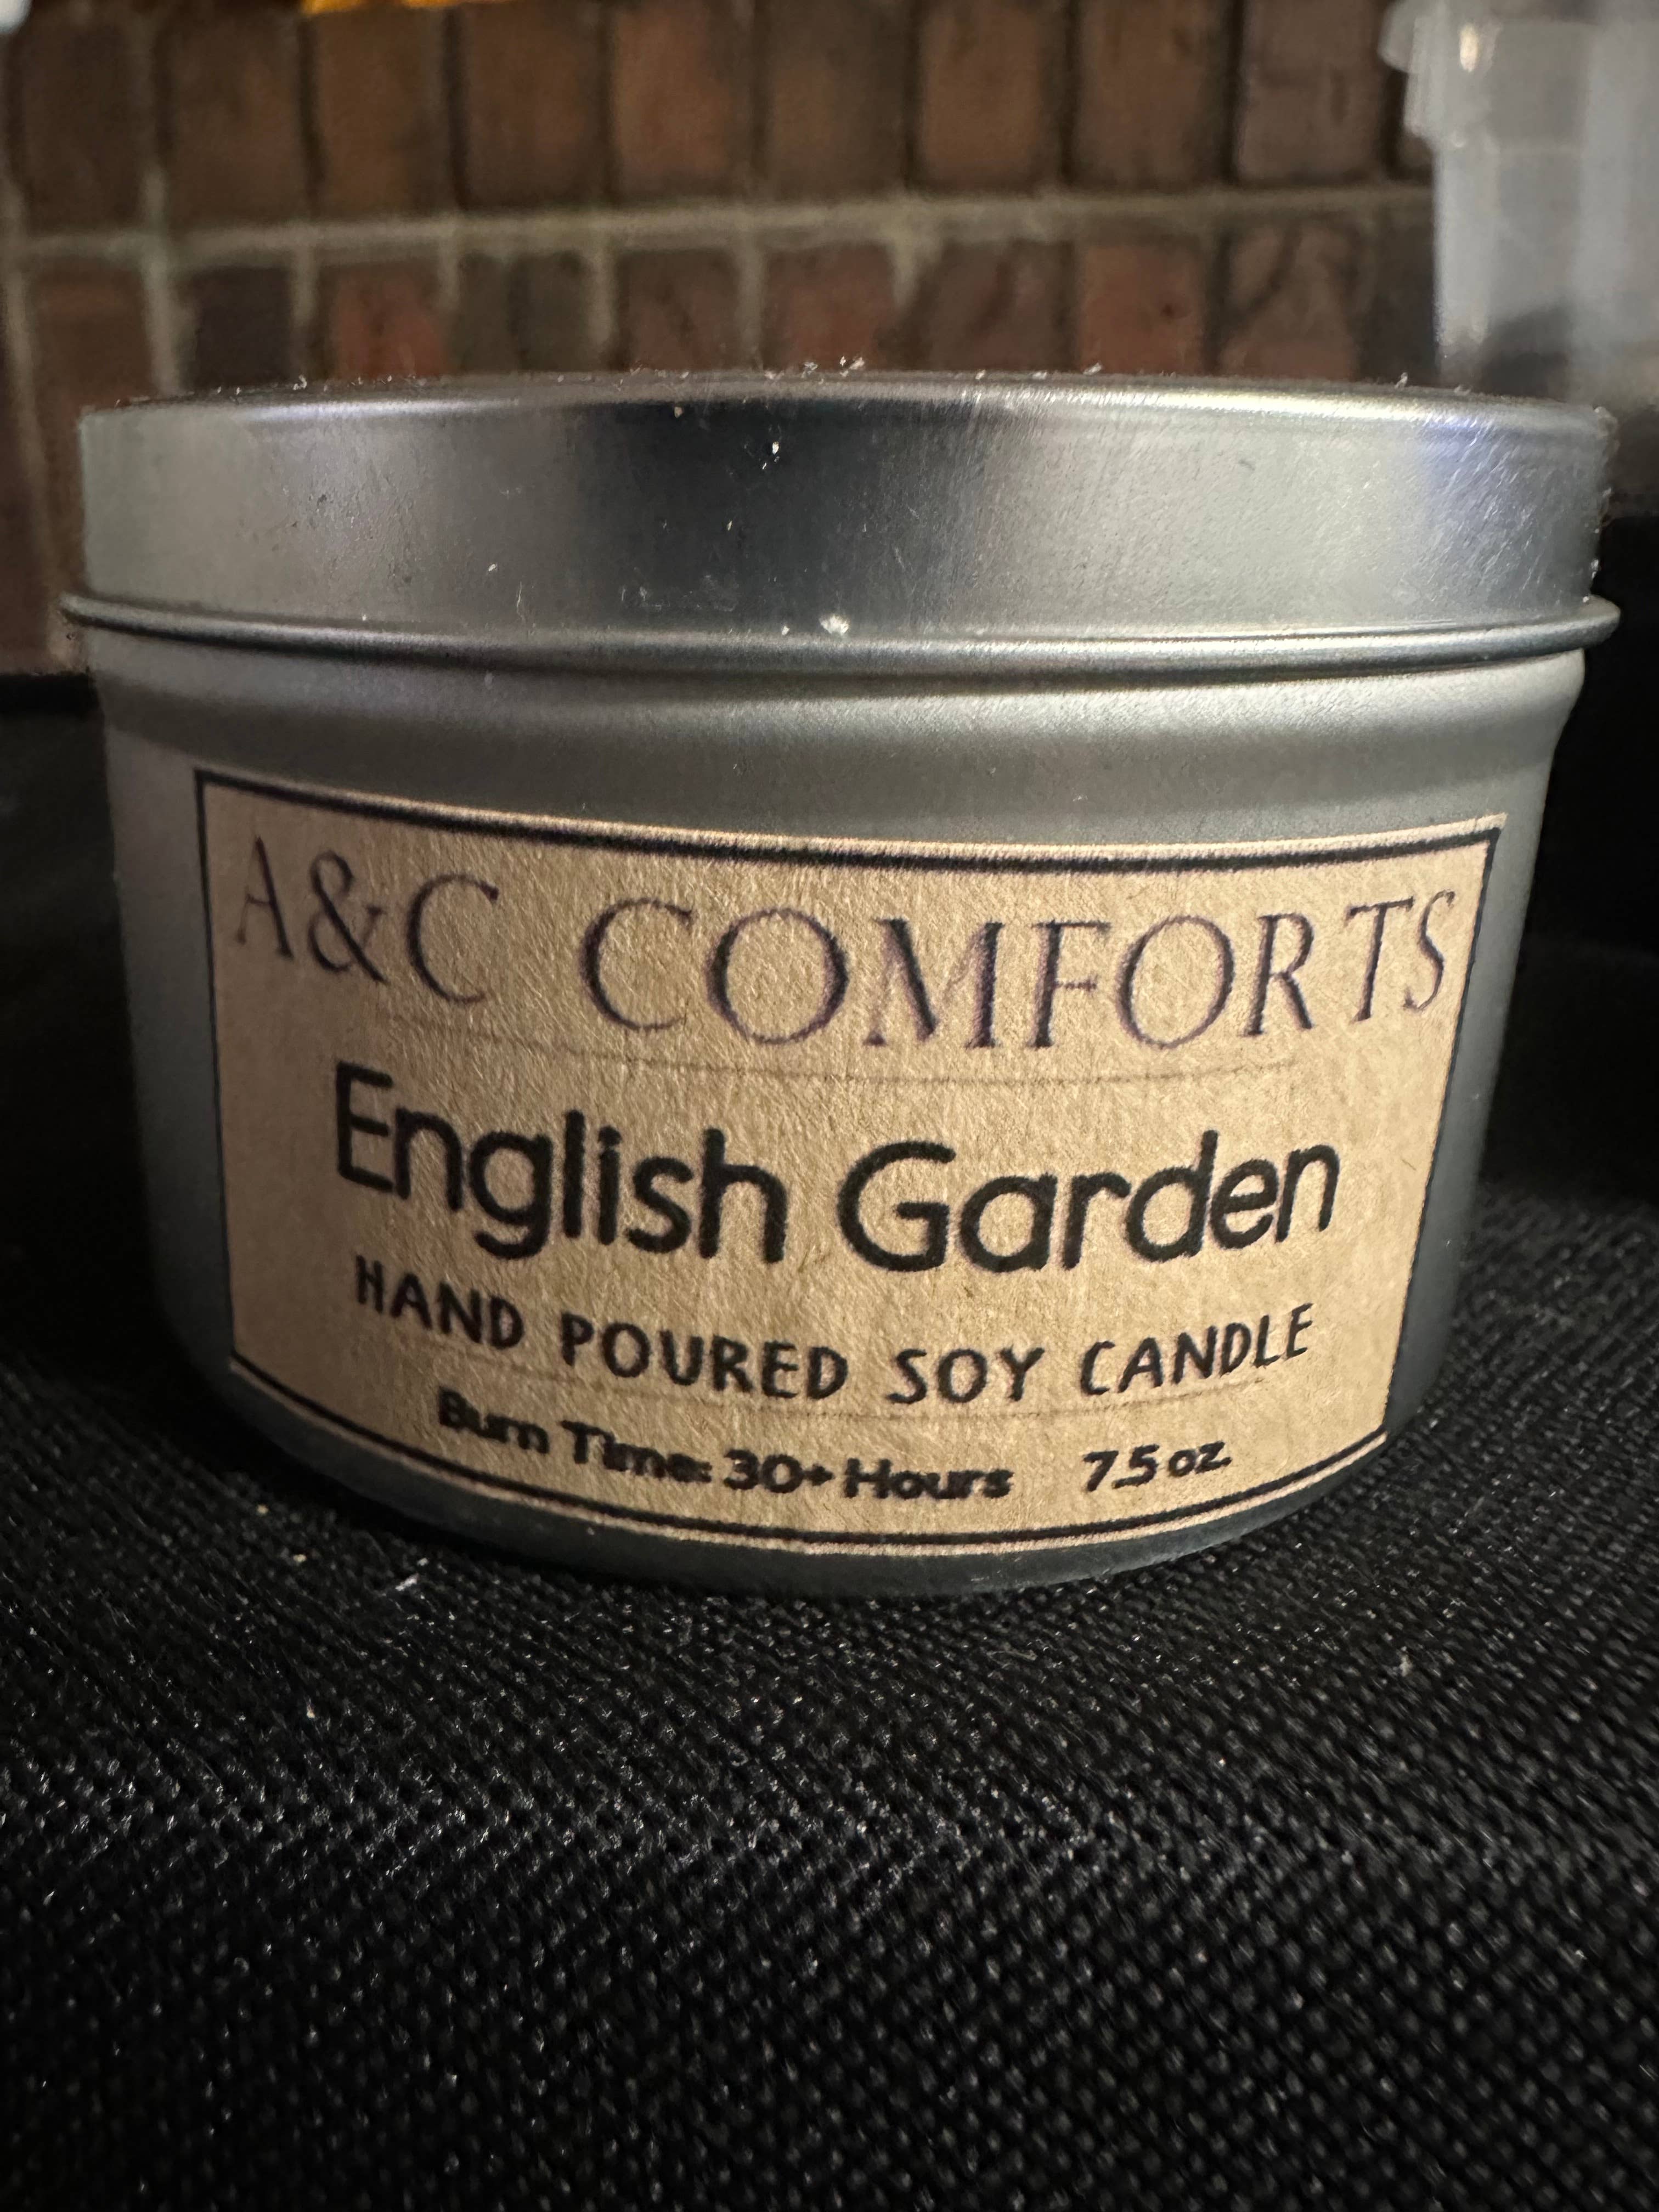 A&C COMFORTS
English Garden
HAND POURED SOY CANDLE
Burn Time: 30+ Hours 7.5 oz.